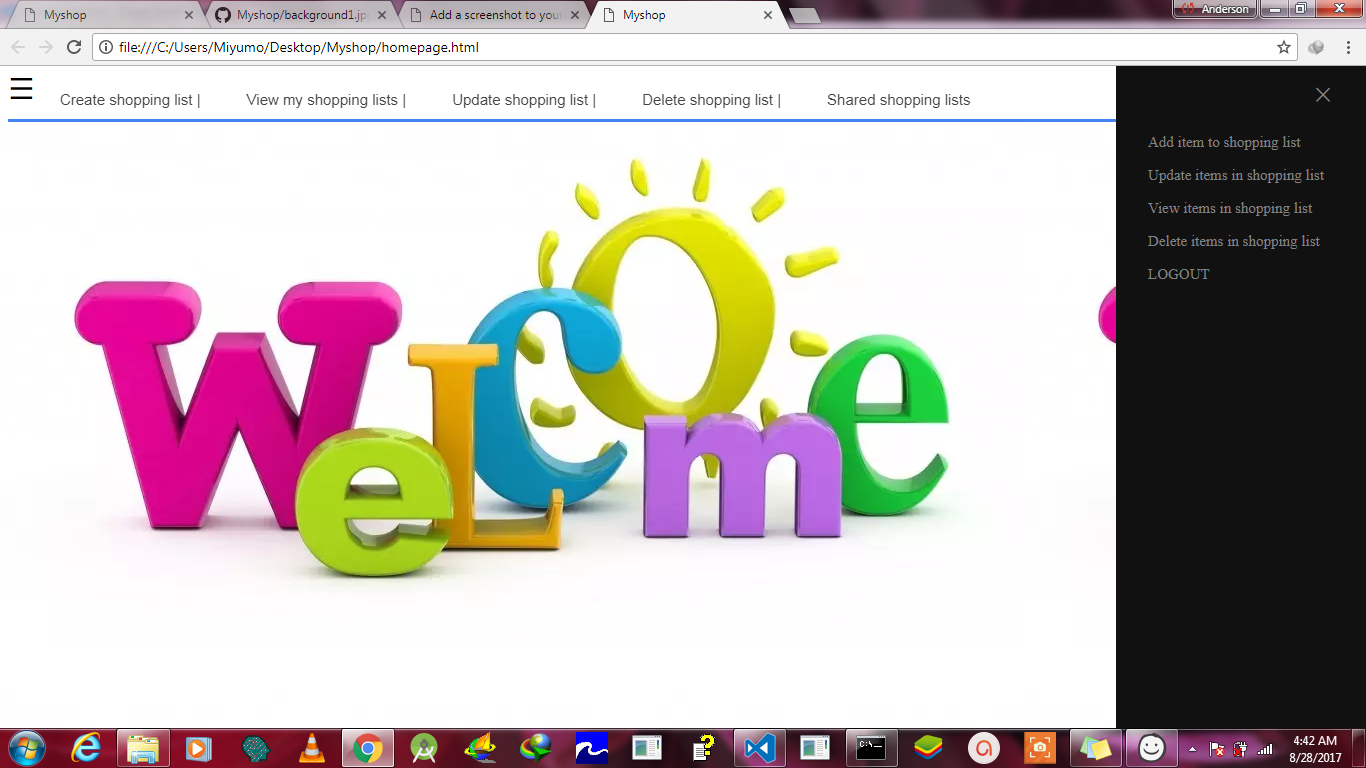 Myshop
Myshop/background1.jp
Add a screenshot to your
Myshop
Anderson
file:///C:/Users/Miyumo/Desktop/Myshop/homepage.html
☰ Create shopping list | View my shopping lists | Update shopping list | Delete shopping list | Shared shopping lists
×
Add item to shopping list
Update items in shopping list
View items in shopping list
Delete items in shopping list
LOGOUT
WeLCOme
C:\_
4:42 AM
8/28/2017